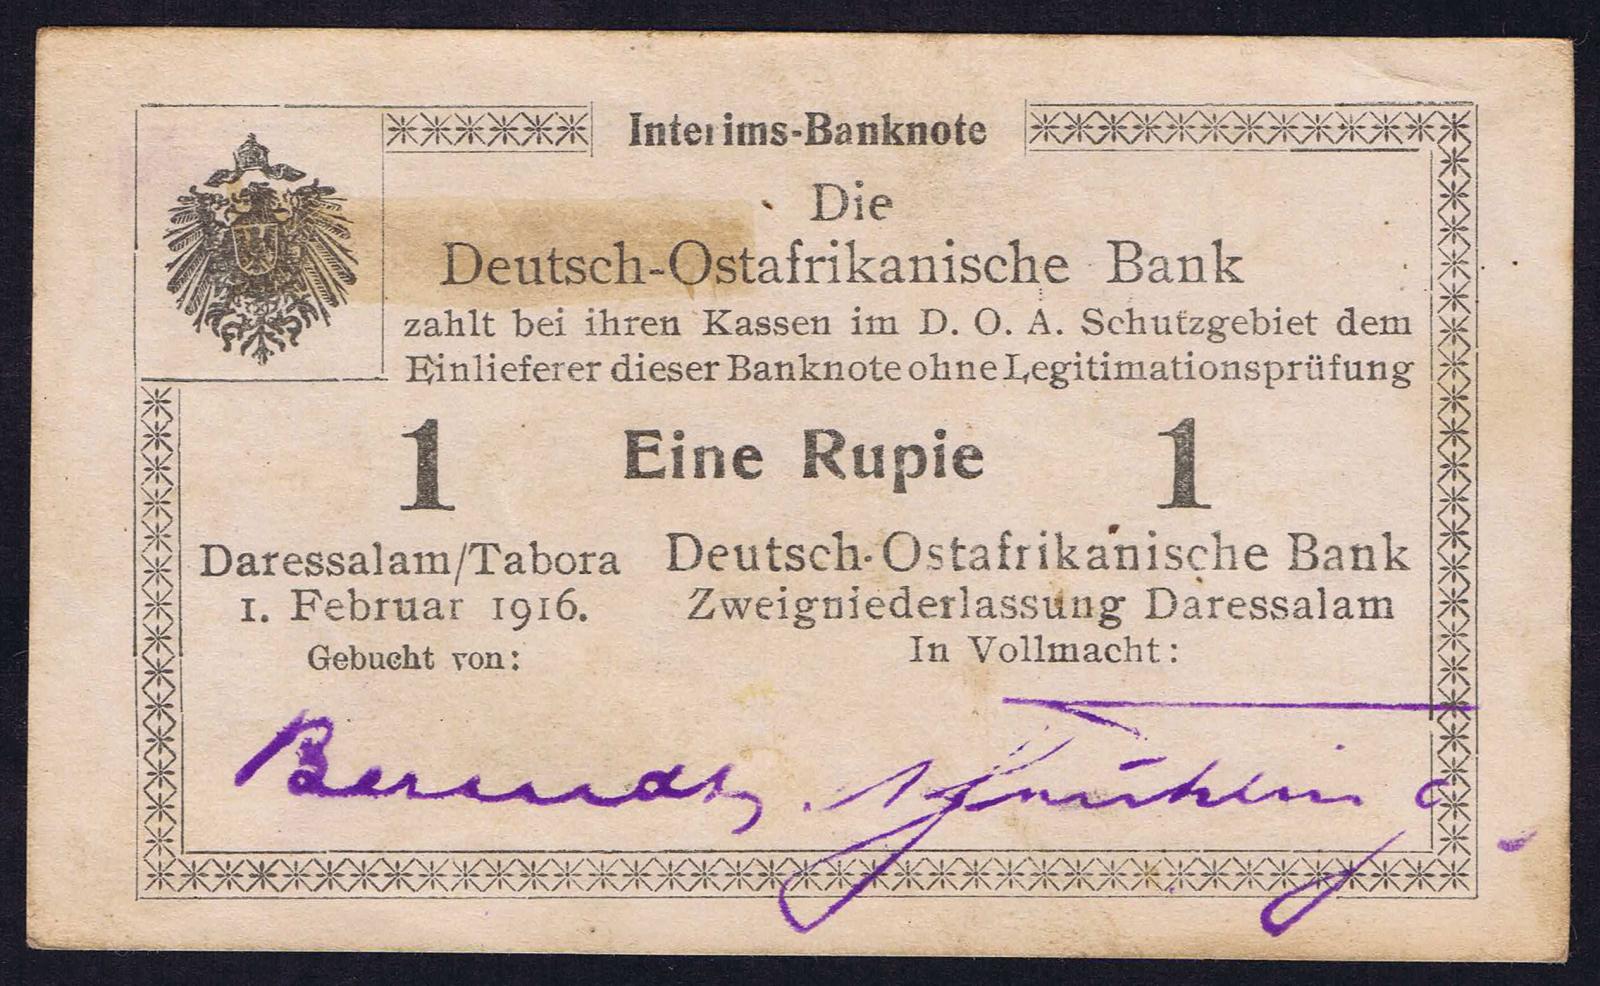 Interims-Banknote
Die
Deutsch-Ostafrikanische Bank
zahlt bei ihren Kassen im D. O. A. Schutzgebiet dem
Einlieferer dieser Banknote ohne Legitimationsprüfung
1 Eine Rupie 1
Daressalam/Tabora
1. Februar 1916.
Gebucht von:
Deutsch-Ostafrikanische Bank
Zweigniederlassung Daressalam
In Vollmacht: